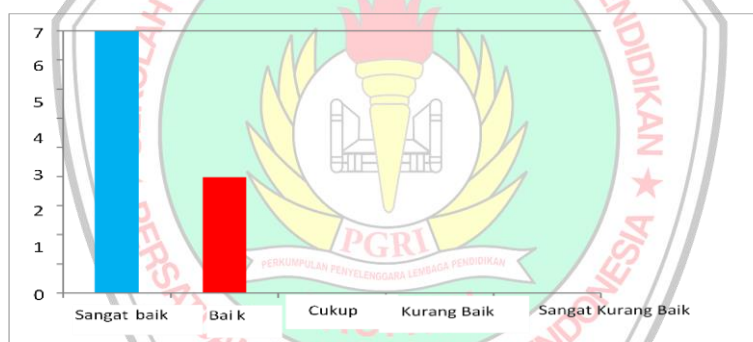 7
6
5
4
3
2
1
0
Sangat baik
Bai k
Cukup
Kurang Baik
Sangat Kurang Baik
PGRI
PERKUMPULAN PENYELENGGARA LEMBAGA PENDIDIKAN
PENDIDIKAN